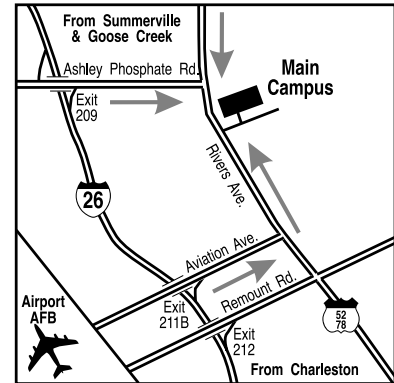 From Summerville
& Goose Creek
Ashley Phosphate Rd.
Main
Campus
Exit
209
Rivers Ave.
26
Aviation Ave.
Remount Rd.
Airport
AFB
Exit
211B
Exit
212
52
78
From Charleston